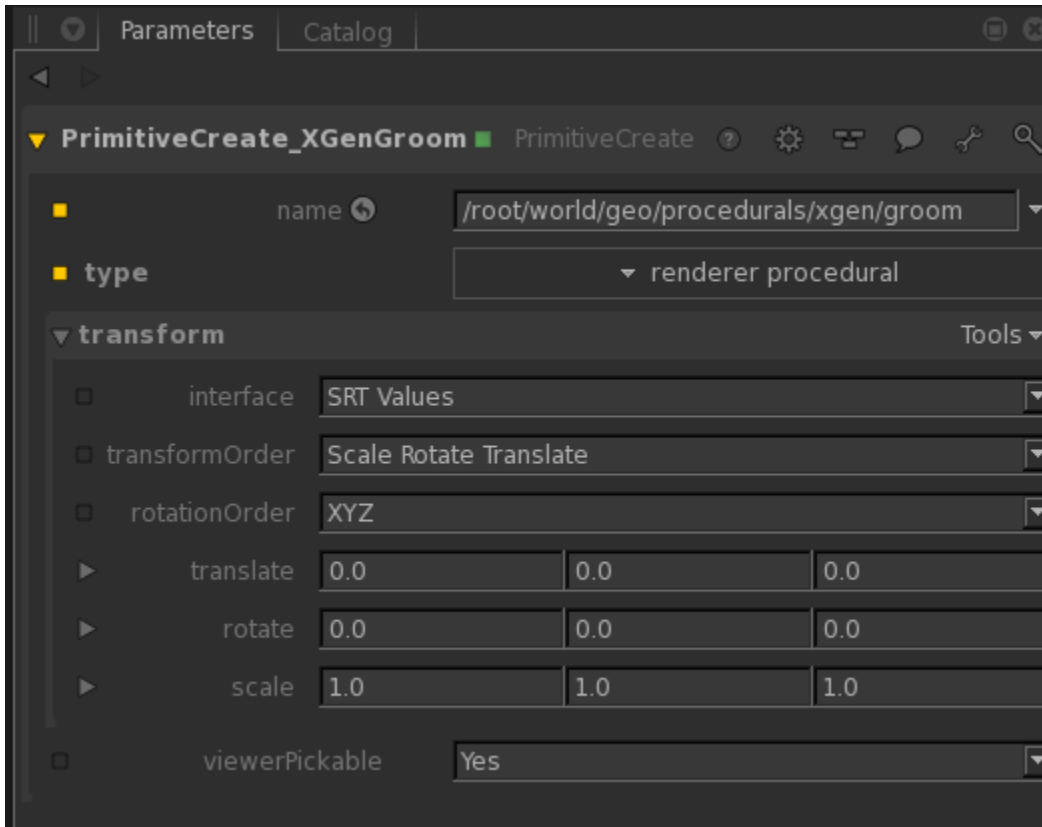 Parameters Catalog
PrimitiveCreate_XGenGroom PrimitiveCreate ?
name /root/world/geo/procedurals/xgen/groom
type renderer procedural
transform Tools
interface SRT Values
transformOrder Scale Rotate Translate
rotationOrder XYZ
translate 0.0 0.0 0.0
rotate 0.0 0.0 0.0
scale 1.0 1.0 1.0
viewerPickable Yes